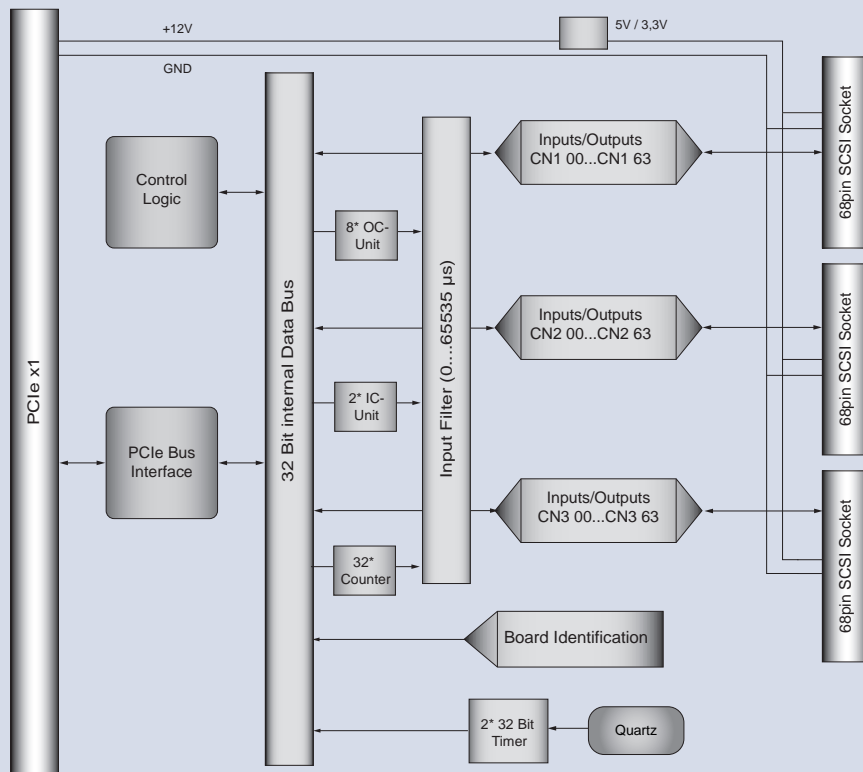 +12V
5V / 3,3V
GND
PCIe x1
Control
Logic
PCIe Bus
Interface
32 Bit internal Data Bus
8* OC-
Unit
2* IC-
Unit
32*
Counter
Input Filter (0....65535 µs)
Inputs/Outputs
CN1 00...CN1 63
Inputs/Outputs
CN2 00...CN2 63
Inputs/Outputs
CN3 00...CN3 63
68pin SCSI Socket
68pin SCSI Socket
68pin SCSI Socket
Board Identification
2* 32 Bit
Timer
Quartz